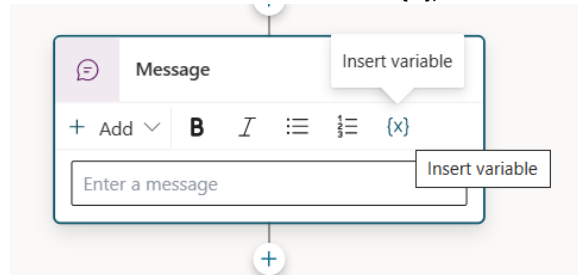 Message
Insert variable
+ Add B I {x}
Enter a message
Insert variable